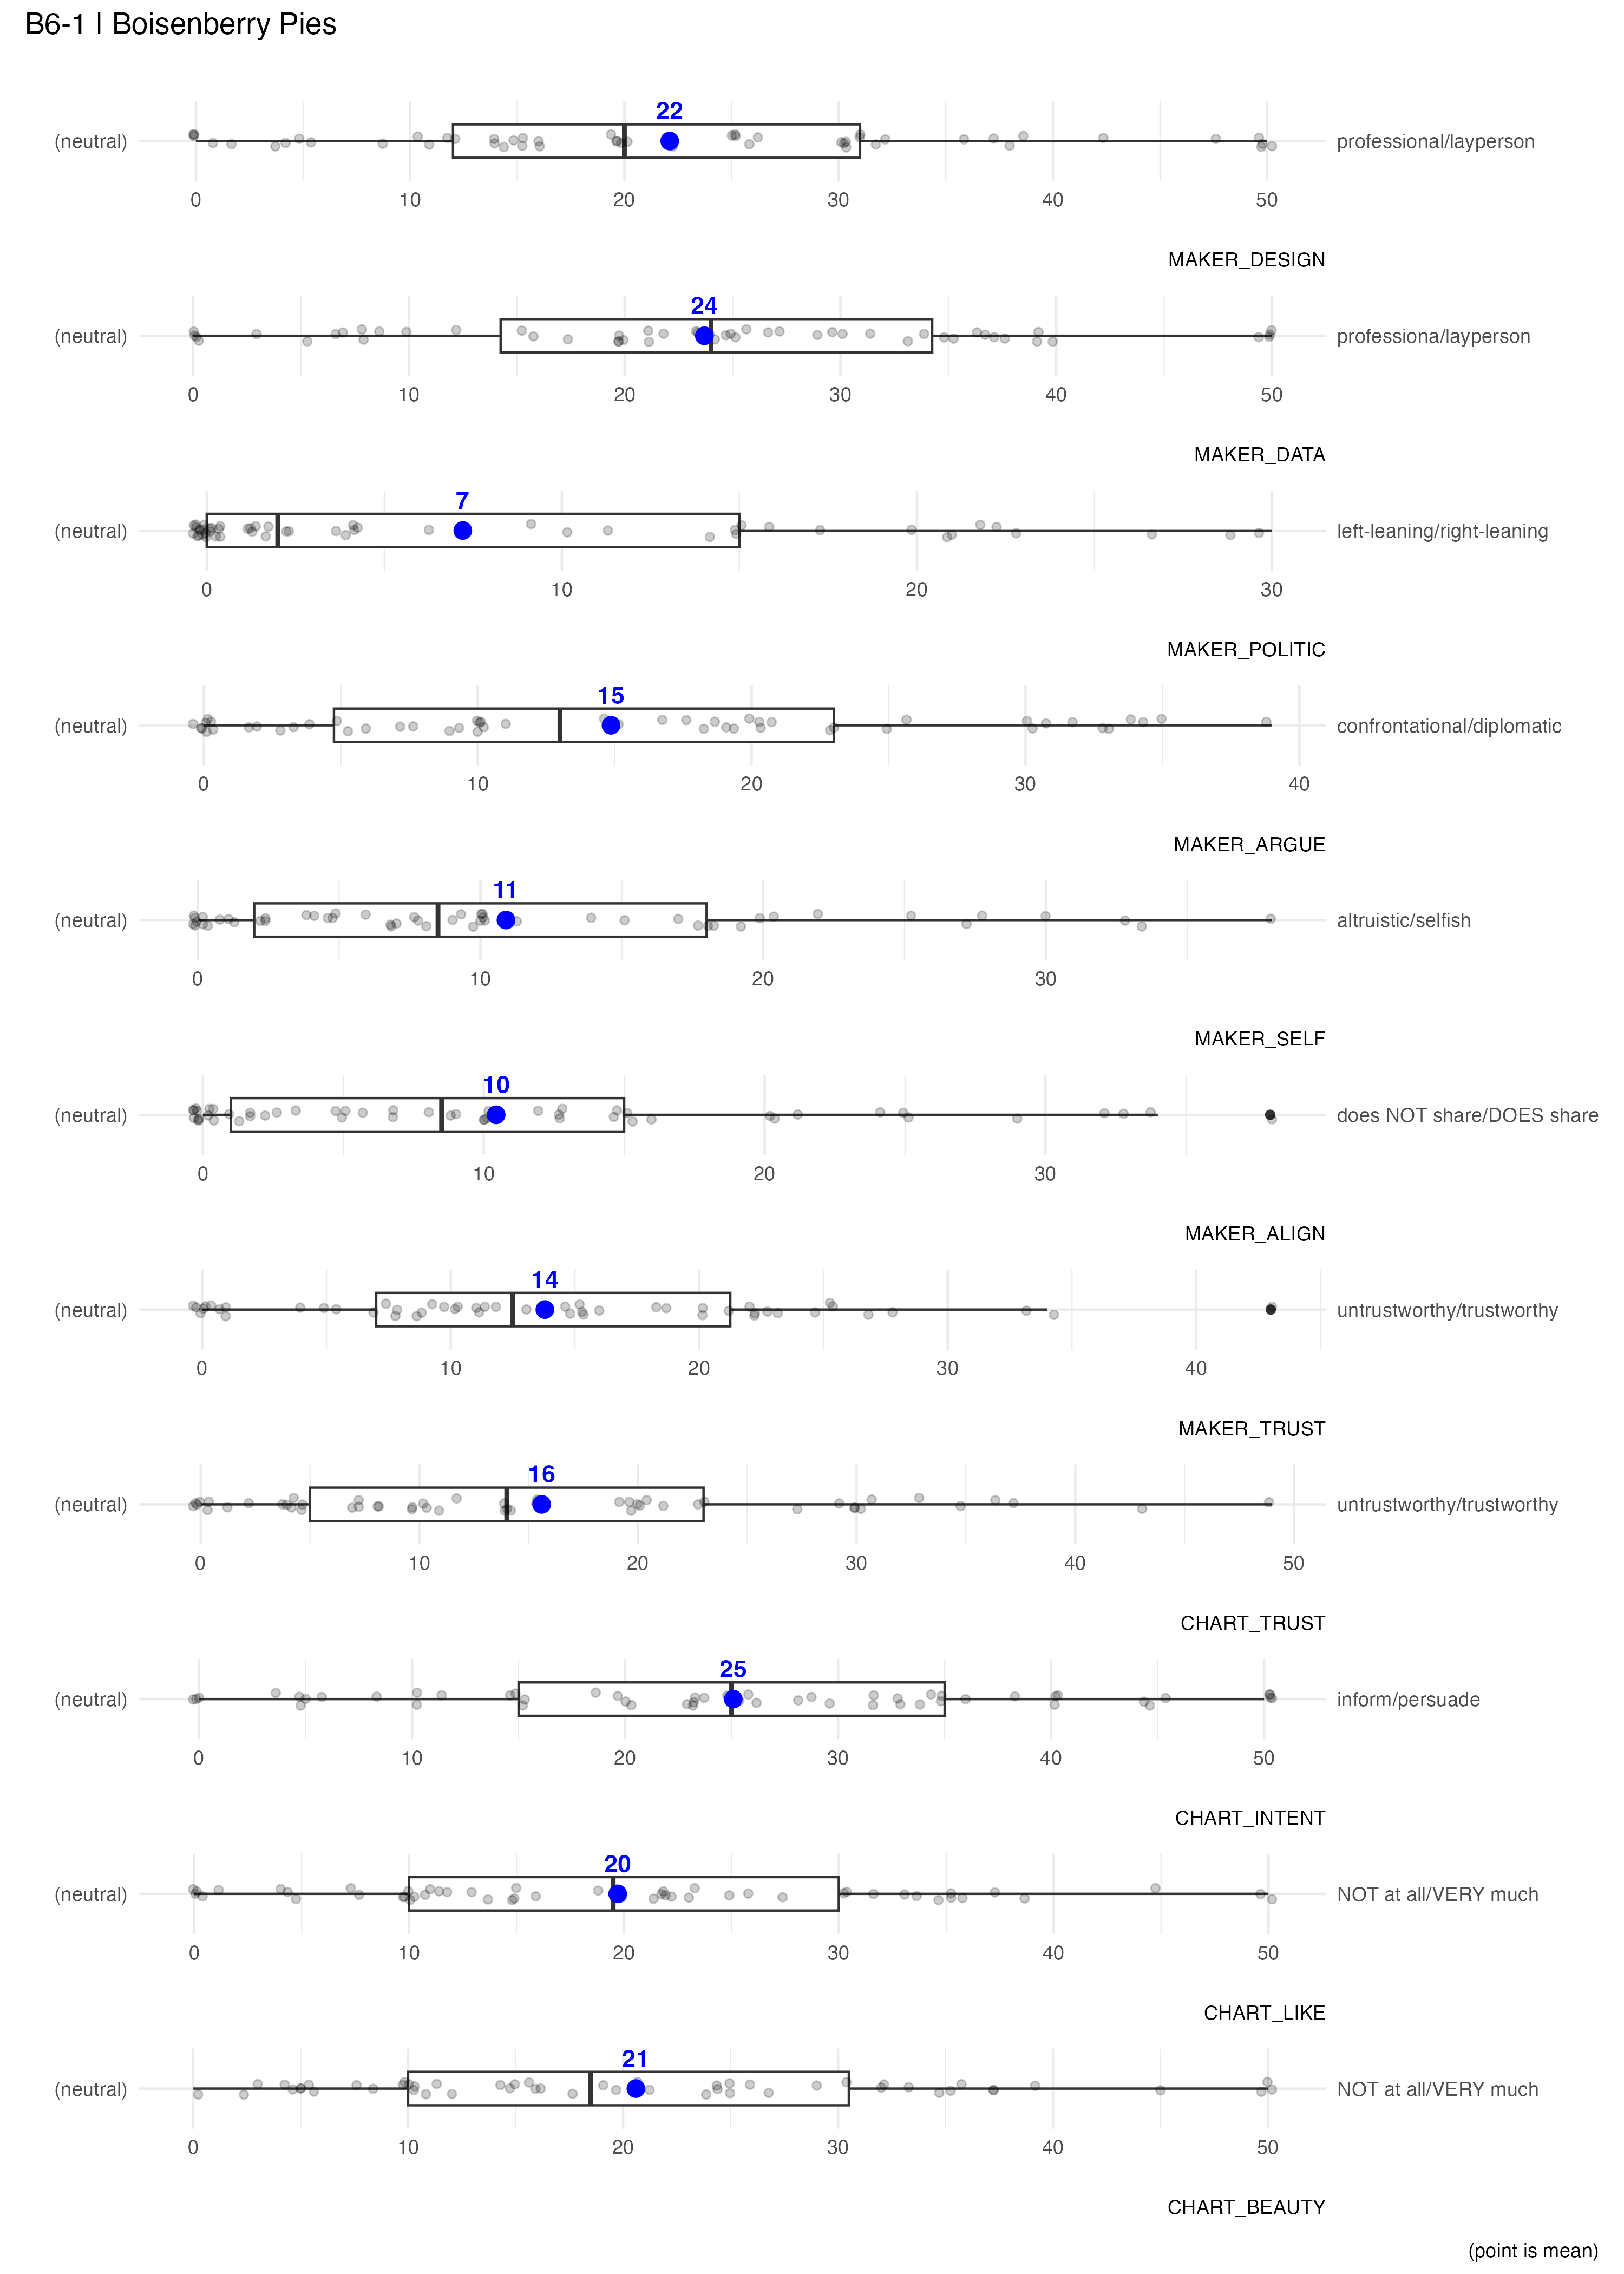 B6-1 | Boisenberry Pies
22
(neutral) professional/layperson
0 10 20 30 40 50
MAKER_DESIGN
24
(neutral) professiona/layperson
0 10 20 30 40 50
MAKER_DATA
7
(neutral) left-leaning/right-leaning
0 10 20 30
MAKER_POLITIC
15
(neutral) confrontational/diplomatic
0 10 20 30 40
MAKER_ARGUE
11
(neutral) altruistic/selfish
0 10 20 30
MAKER_SELF
10
(neutral) does NOT share/DOES share
0 10 20 30
MAKER_ALIGN
14
(neutral) untrustworthy/trustworthy
0 10 20 30 40
MAKER_TRUST
16
(neutral) untrustworthy/trustworthy
0 10 20 30 40 50
CHART_TRUST
25
(neutral) inform/persuade
0 10 20 30 40 50
CHART_INTENT
20
(neutral) NOT at all/VERY much
0 10 20 30 40 50
CHART_LIKE
21
(neutral) NOT at all/VERY much
0 10 20 30 40 50
CHART_BEAUTY
(point is mean)